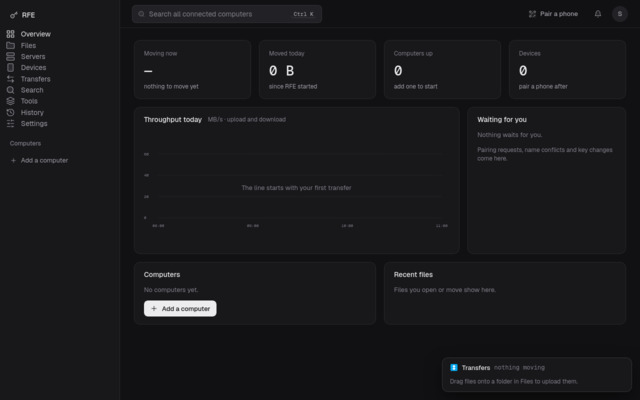 RFE
Overview
Files
Servers
Devices
Transfers
Search
Tools
History
Settings
Computers
Add a computer
Search all connected computers
Ctrl K
Pair a phone
S
Moving now
—
nothing to move yet
Moved today
0 B
since RFE started
Computers up
0
add one to start
Devices
0
pair a phone after
Throughput today MB/s · upload and download
The line starts with your first transfer
0
Waiting for you
Nothing waits for you.
Pairing requests, name conflicts and key changes
come here.
Computers
No computers yet.
Add a computer
Recent files
Files you open or move show here.
Transfers nothing moving
Drag files onto a folder in Files to upload them.